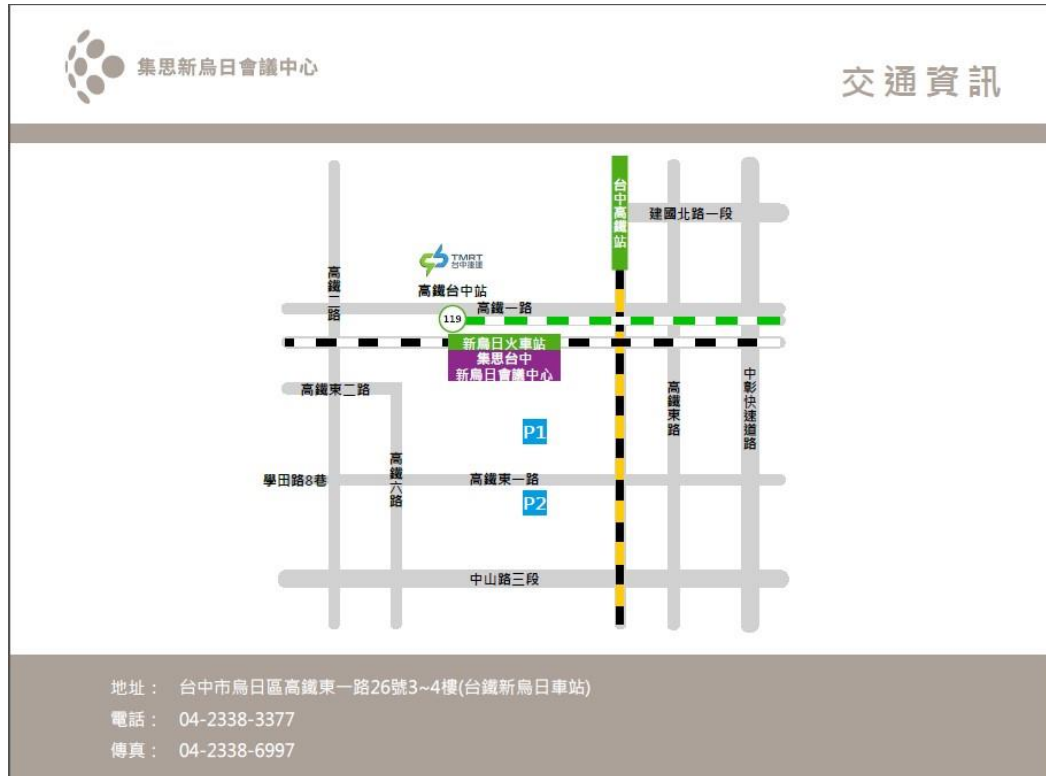 集思新烏日會議中心
交通資訊
台中高鐵站
建國北路一段
TMRT
台中捷運
高鐵二路
高鐵台中站
高鐵一路
119
新烏日火車站
集思台中
新烏日會議中心
高鐵東二路
高鐵東路
中彰快速道路
P1
高鐵六路
學田路8巷
高鐵東一路
P2
中山路三段
地址： 台中市烏日區高鐵東一路26號3~4樓(台鐵新烏日車站)
電話： 04-2338-3377
傳真： 04-2338-6997